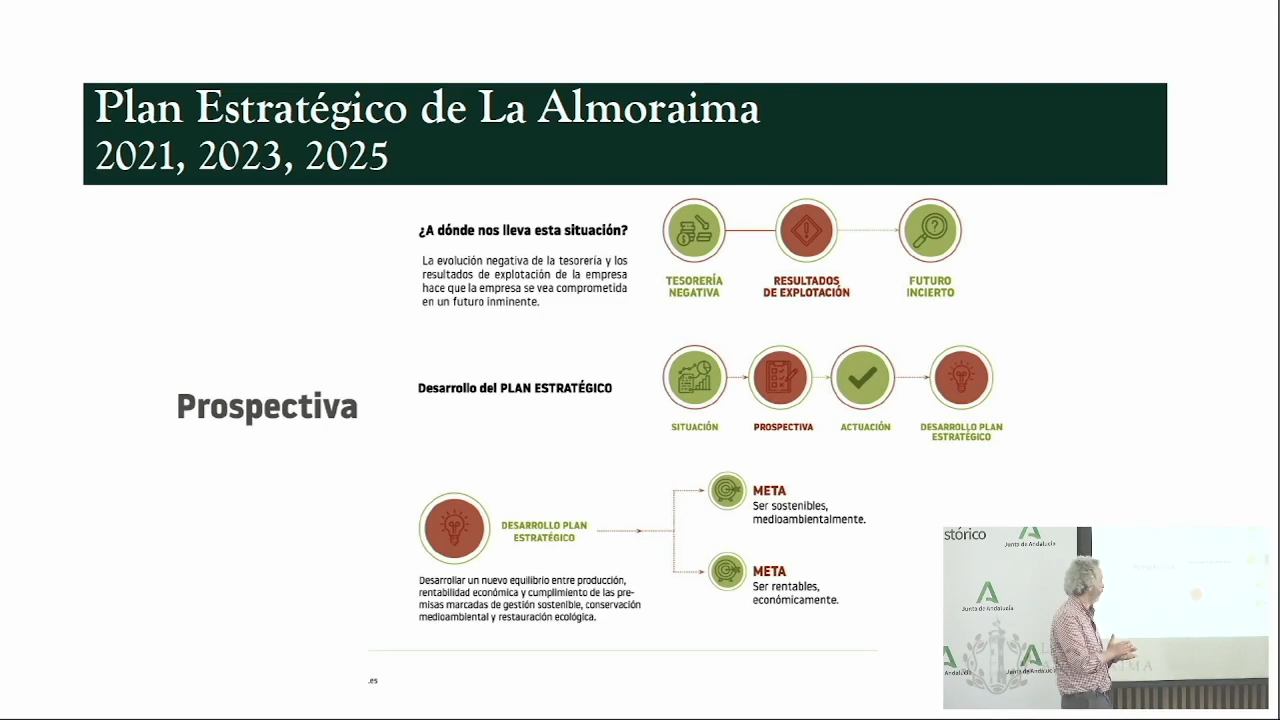 Plan Estratégico de La Almoraima
2021, 2023, 2025
¿A dónde nos lleva esta situación?
La evolución negativa de la tesorería y los
resultados de explotación de la empresa
hace que la empresa se vea comprometida
en un futuro inminente.
TESORERÍA
NEGATIVA
RESULTADOS
DE EXPLOTACIÓN
FUTURO
INCIERTO
Prospectiva
Desarrollo del PLAN ESTRATÉGICO
SITUACIÓN
PROSPECTIVA
ACTUACIÓN
DESARROLLO PLAN
ESTRATÉGICO
DESARROLLO PLAN
ESTRATÉGICO
META
Ser sostenibles,
medioambientalmente.
META
Ser rentables,
económicamente.
Desarrollar un nuevo equilibrio entre producción,
rentabilidad económica y cumplimiento de las pre-
misas marcadas de gestión sostenible, conservación
medioambiental y restauración ecológica.
.es
stórico
Junta de Andalucía
Junta de Andalucía
Andalucía
Junta de Andalucía